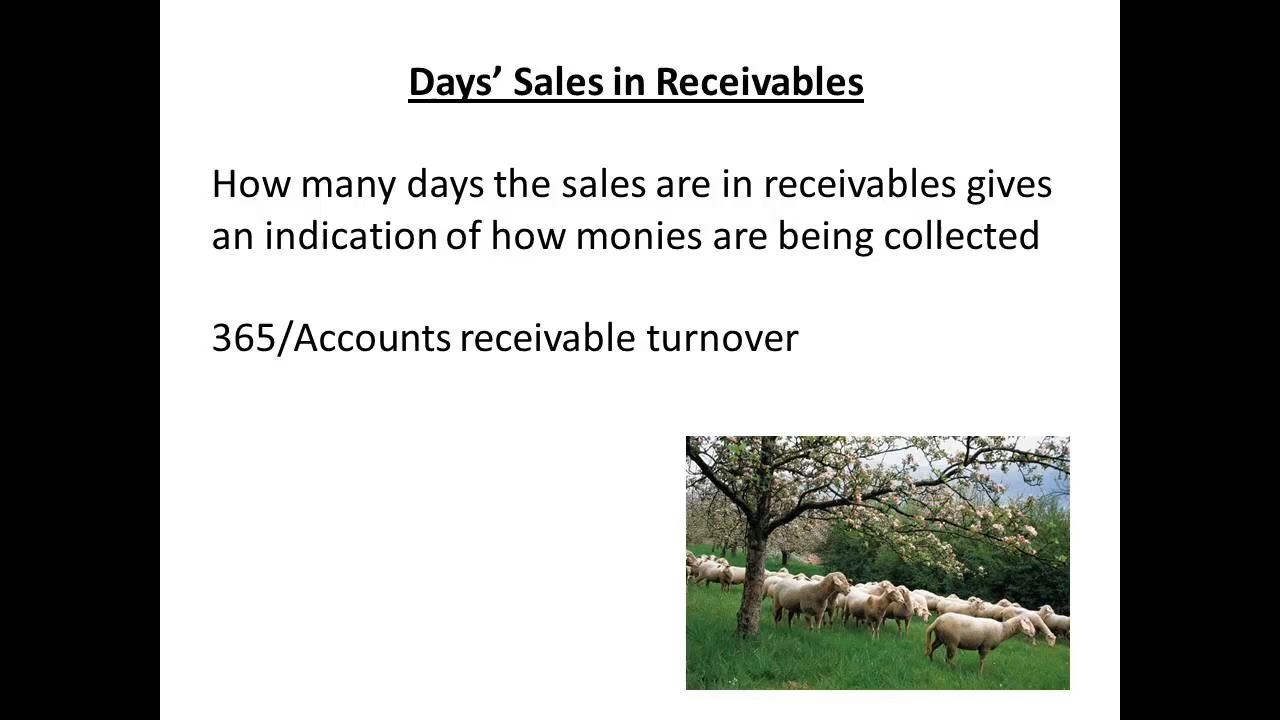 Days’ Sales in Receivables
How many days the sales are in receivables gives
an indication of how monies are being collected
365/Accounts receivable turnover